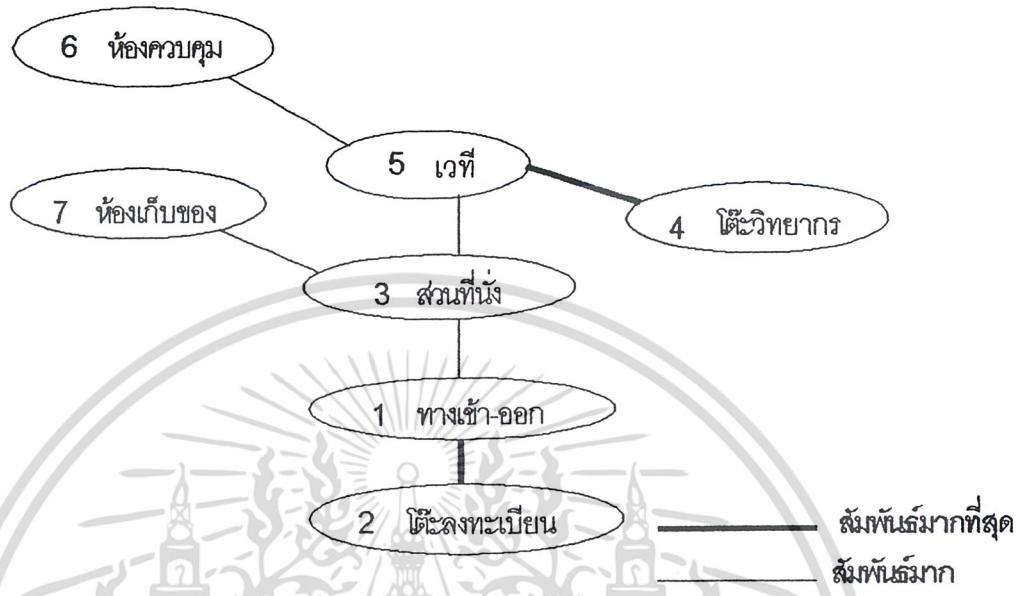 6 ห้องควบคุม
5 เวที
7 ห้องเก็บของ
4 โต๊ะวิทยากร
3 ส่วนที่นั่ง
1 ทางเข้า-ออก
2 โต๊ะลงทะเบียน
สัมพันธ์มากที่สุด
สัมพันธ์มาก